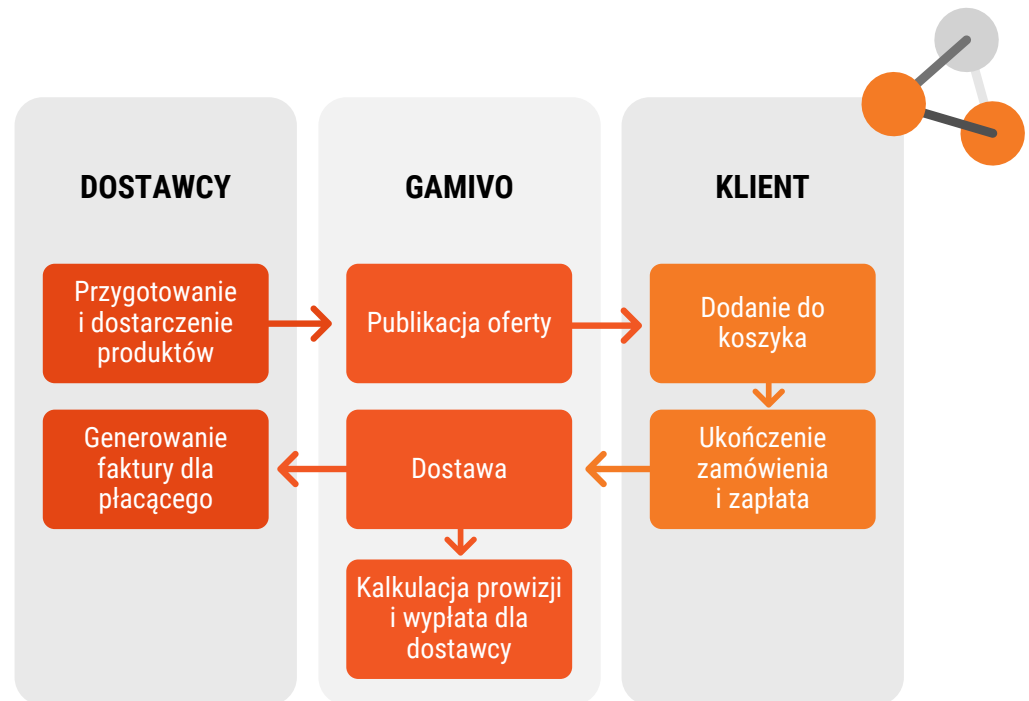 DOSTAWCY
GAMIVO
KLIENT
Przygotowanie
i dostarczenie
produktów
Publikacja oferty
Dodanie do
koszyka
Generowanie
faktury dla
płacącego
Dostawa
Ukończenie
zamówienia
i zapłata
Kalkulacja prowizji
i wypłata dla
dostawcy